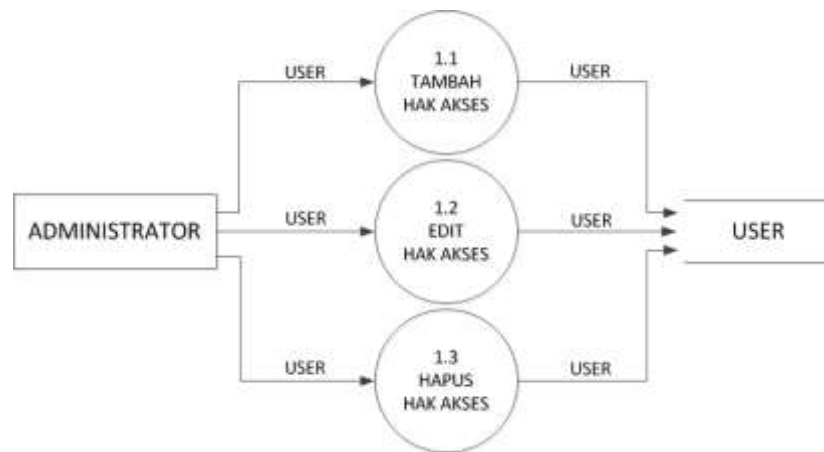 1.1
TAMBAH
HAK AKSES
USER
USER
ADMINISTRATOR
USER
1.2
EDIT
HAK AKSES
USER
USER
USER
1.3
HAPUS
HAK AKSES
USER